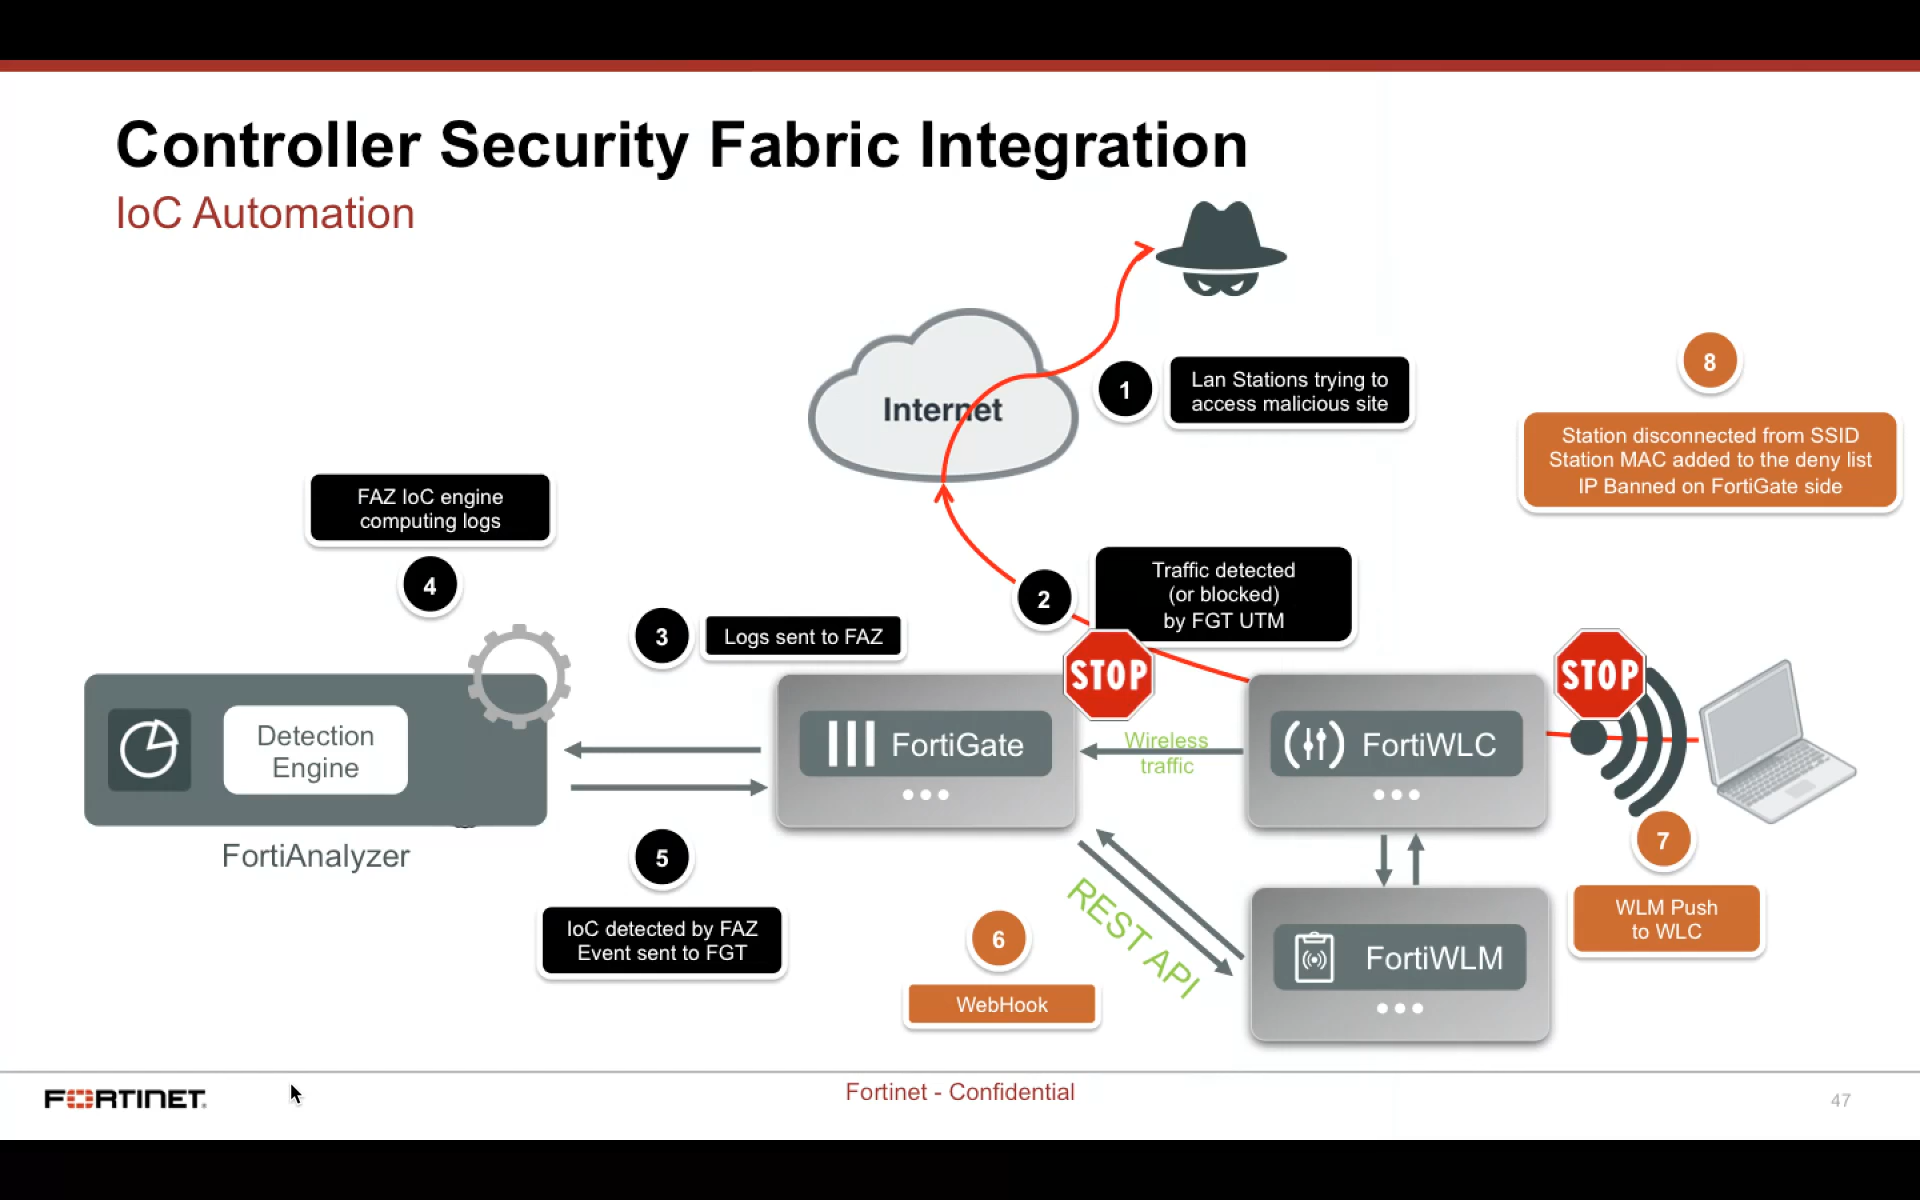 Controller Security Fabric Integration
IoC Automation
Internet
1
Lan Stations trying to
access malicious site
8
Station disconnected from SSID
Station MAC added to the deny list
IP Banned on FortiGate side
FAZ IoC engine
computing logs
4
2
Traffic detected
(or blocked)
by FGT UTM
3
Logs sent to FAZ
STOP
STOP
Detection
Engine
FortiGate
Wireless
traffic
FortiWLC
FortiAnalyzer
5
IoC detected by FAZ
Event sent to FGT
7
WLM Push
to WLC
REST API
6
WebHook
FortiWLM
FORTINET
Fortinet - Confidential
47